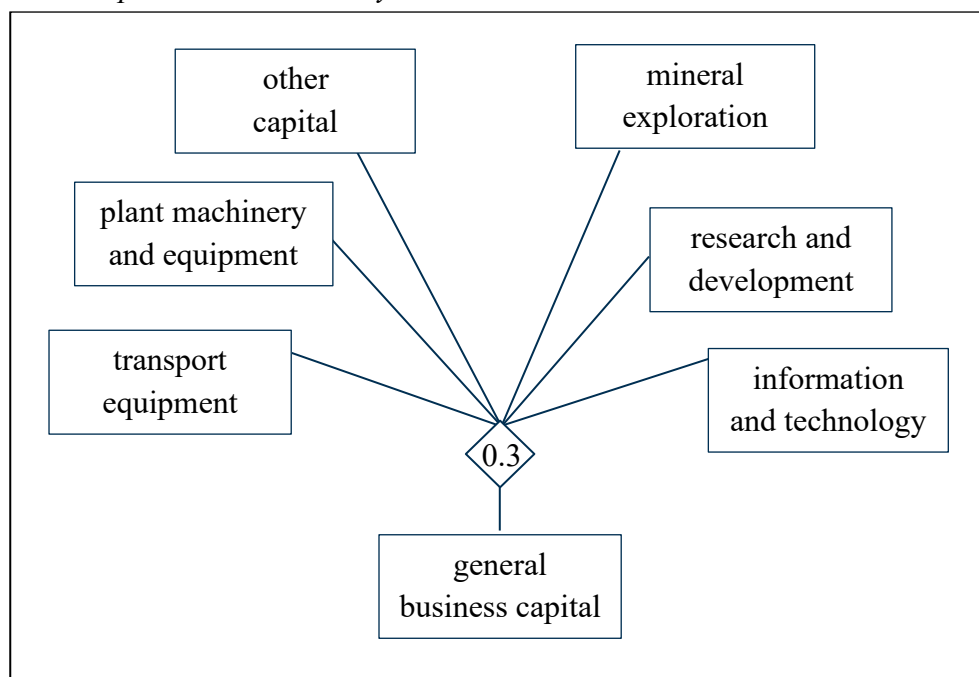 other
capital
mineral
exploration
plant machinery
and equipment
research and
development
transport
equipment
information
and technology
0.3
general
business capital